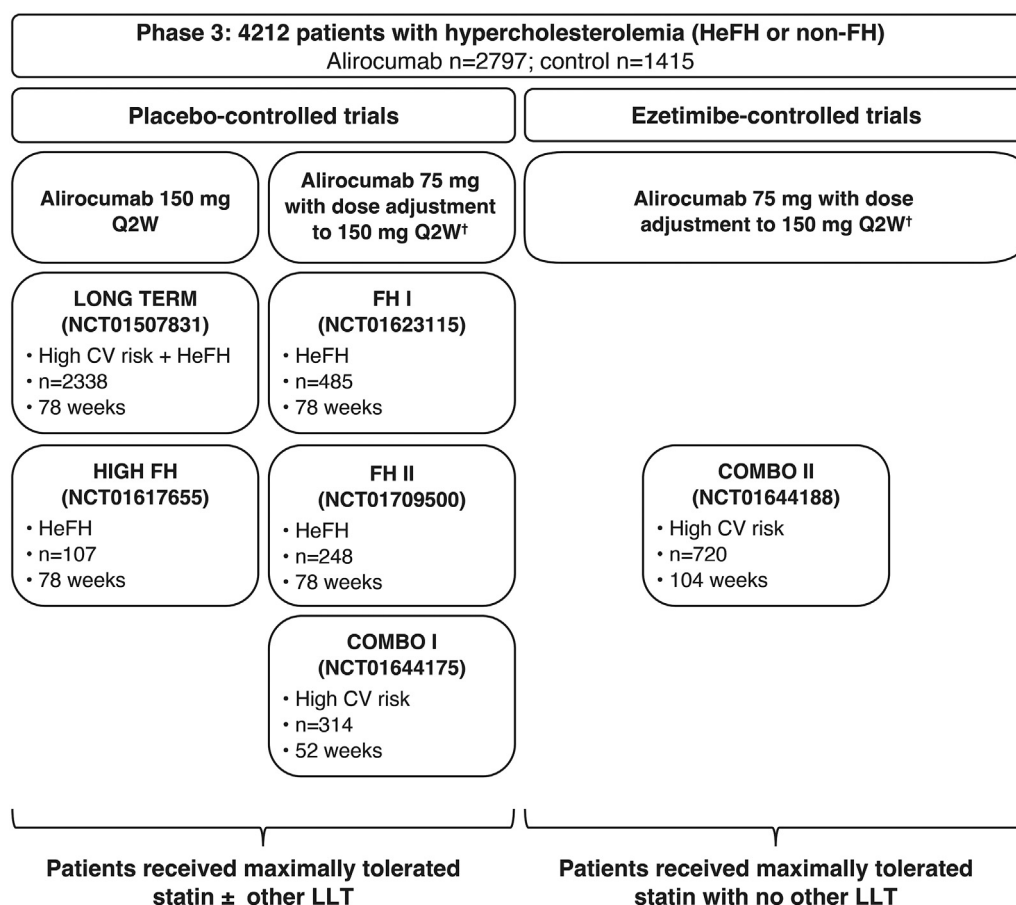 Phase 3: 4212 patients with hypercholesterolemia (HeFH or non-FH)
Alirocumab n=2797; control n=1415
Placebo-controlled trials
Ezetimibe-controlled trials
Alirocumab 150 mg
Q2W
Alirocumab 75 mg
with dose adjustment
to 150 mg Q2W†
Alirocumab 75 mg with dose
adjustment to 150 mg Q2W†
LONG TERM
(NCT01507831)
• High CV risk + HeFH
• n=2338
• 78 weeks
FH I
(NCT01623115)
• HeFH
• n=485
• 78 weeks
HIGH FH
(NCT01617655)
• HeFH
• n=107
• 78 weeks
FH II
(NCT01709500)
• HeFH
• n=248
• 78 weeks
COMBO II
(NCT01644188)
• High CV risk
• n=720
• 104 weeks
COMBO I
(NCT01644175)
• High CV risk
• n=314
• 52 weeks
Patients received maximally tolerated
statin ± other LLT
Patients received maximally tolerated
statin with no other LLT